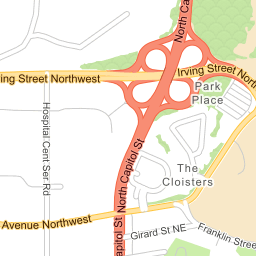 North Ca
ing Street Northwest
Irving Street North
Park
Place
Hospital Cent Ser Rd
North Capitol St
The
Cloisters
Avenue Northwest
Capitol St
Girard St NE
Franklin Street